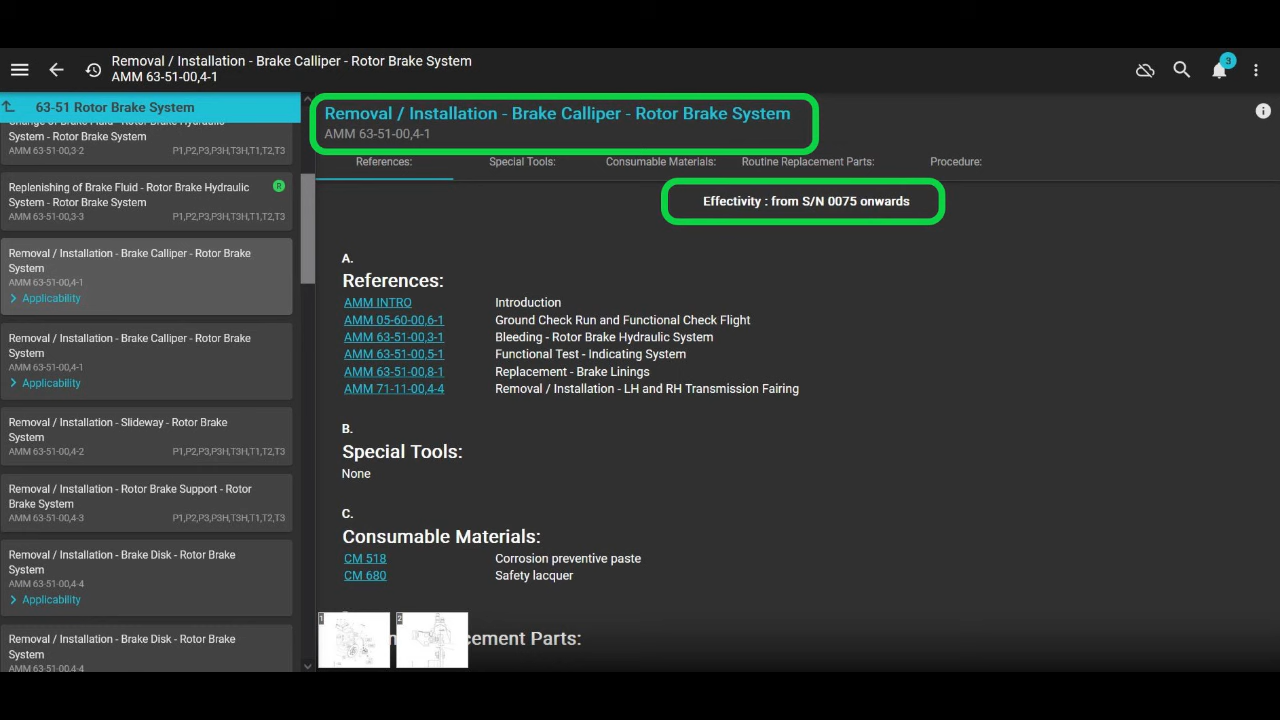 Removal / Installation - Brake Calliper - Rotor Brake System
AMM 63-51-00,4-1
3
63-51 Rotor Brake System
Change of Brake Fluid - Rotor Brake Hydraulic
System - Rotor Brake System
AMM 63-51-00,3-2 P1,P2,P3,P3H,T3H,T1,T2,T3
Replenishing of Brake Fluid - Rotor Brake Hydraulic
R
System - Rotor Brake System
AMM 63-51-00,3-3 P1,P2,P3,P3H,T3H,T1,T2,T3
Removal / Installation - Brake Calliper - Rotor Brake
System
AMM 63-51-00,4-1
Applicability
Removal / Installation - Brake Calliper - Rotor Brake
System
AMM 63-51-00,4-1
Applicability
Removal / Installation - Slideway - Rotor Brake
System
AMM 63-51-00,4-2 P1,P2,P3,P3H,T3H,T1,T2,T3
Removal / Installation - Rotor Brake Support - Rotor
Brake System
AMM 63-51-00,4-3 P1,P2,P3,P3H,T3H,T1,T2,T3
Removal / Installation - Brake Disk - Rotor Brake
System
AMM 63-51-00,4-4
Applicability
Removal / Installation - Brake Disk - Rotor Brake
System
AMM 63-51-00,4-4
Removal / Installation - Brake Calliper - Rotor Brake System
AMM 63-51-00,4-1
References: Special Tools: Consumable Materials: Routine Replacement Parts: Procedure:
Effectivity : from S/N 0075 onwards
A.
References:
AMM INTRO Introduction
AMM 05-60-00,6-1 Ground Check Run and Functional Check Flight
AMM 63-51-00,3-1 Bleeding - Rotor Brake Hydraulic System
AMM 63-51-00,5-1 Functional Test - Indicating System
AMM 63-51-00,8-1 Replacement - Brake Linings
AMM 71-11-00,4-4 Removal / Installation - LH and RH Transmission Fairing
B.
Special Tools:
None
C.
Consumable Materials:
CM 518 Corrosion preventive paste
CM 680 Safety lacquer
1
2
cement Parts: